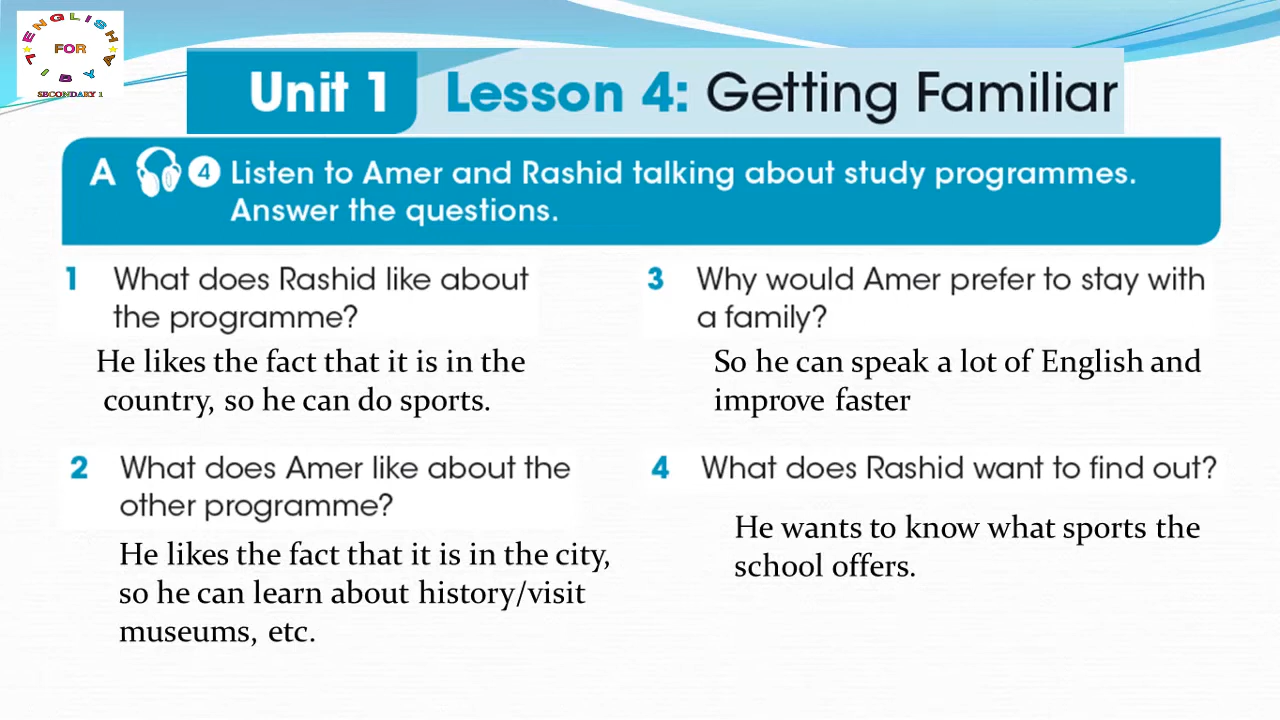 ENGLISH
FOR
LIBYA
SECONDARY 1
Unit 1 Lesson 4: Getting Familiar
A 4 Listen to Amer and Rashid talking about study programmes.
Answer the questions.
1 What does Rashid like about
the programme?
He likes the fact that it is in the
country, so he can do sports.
2 What does Amer like about the
other programme?
He likes the fact that it is in the city,
so he can learn about history/visit
museums, etc.
3 Why would Amer prefer to stay with
a family?
So he can speak a lot of English and
improve faster
4 What does Rashid want to find out?
He wants to know what sports the
school offers.